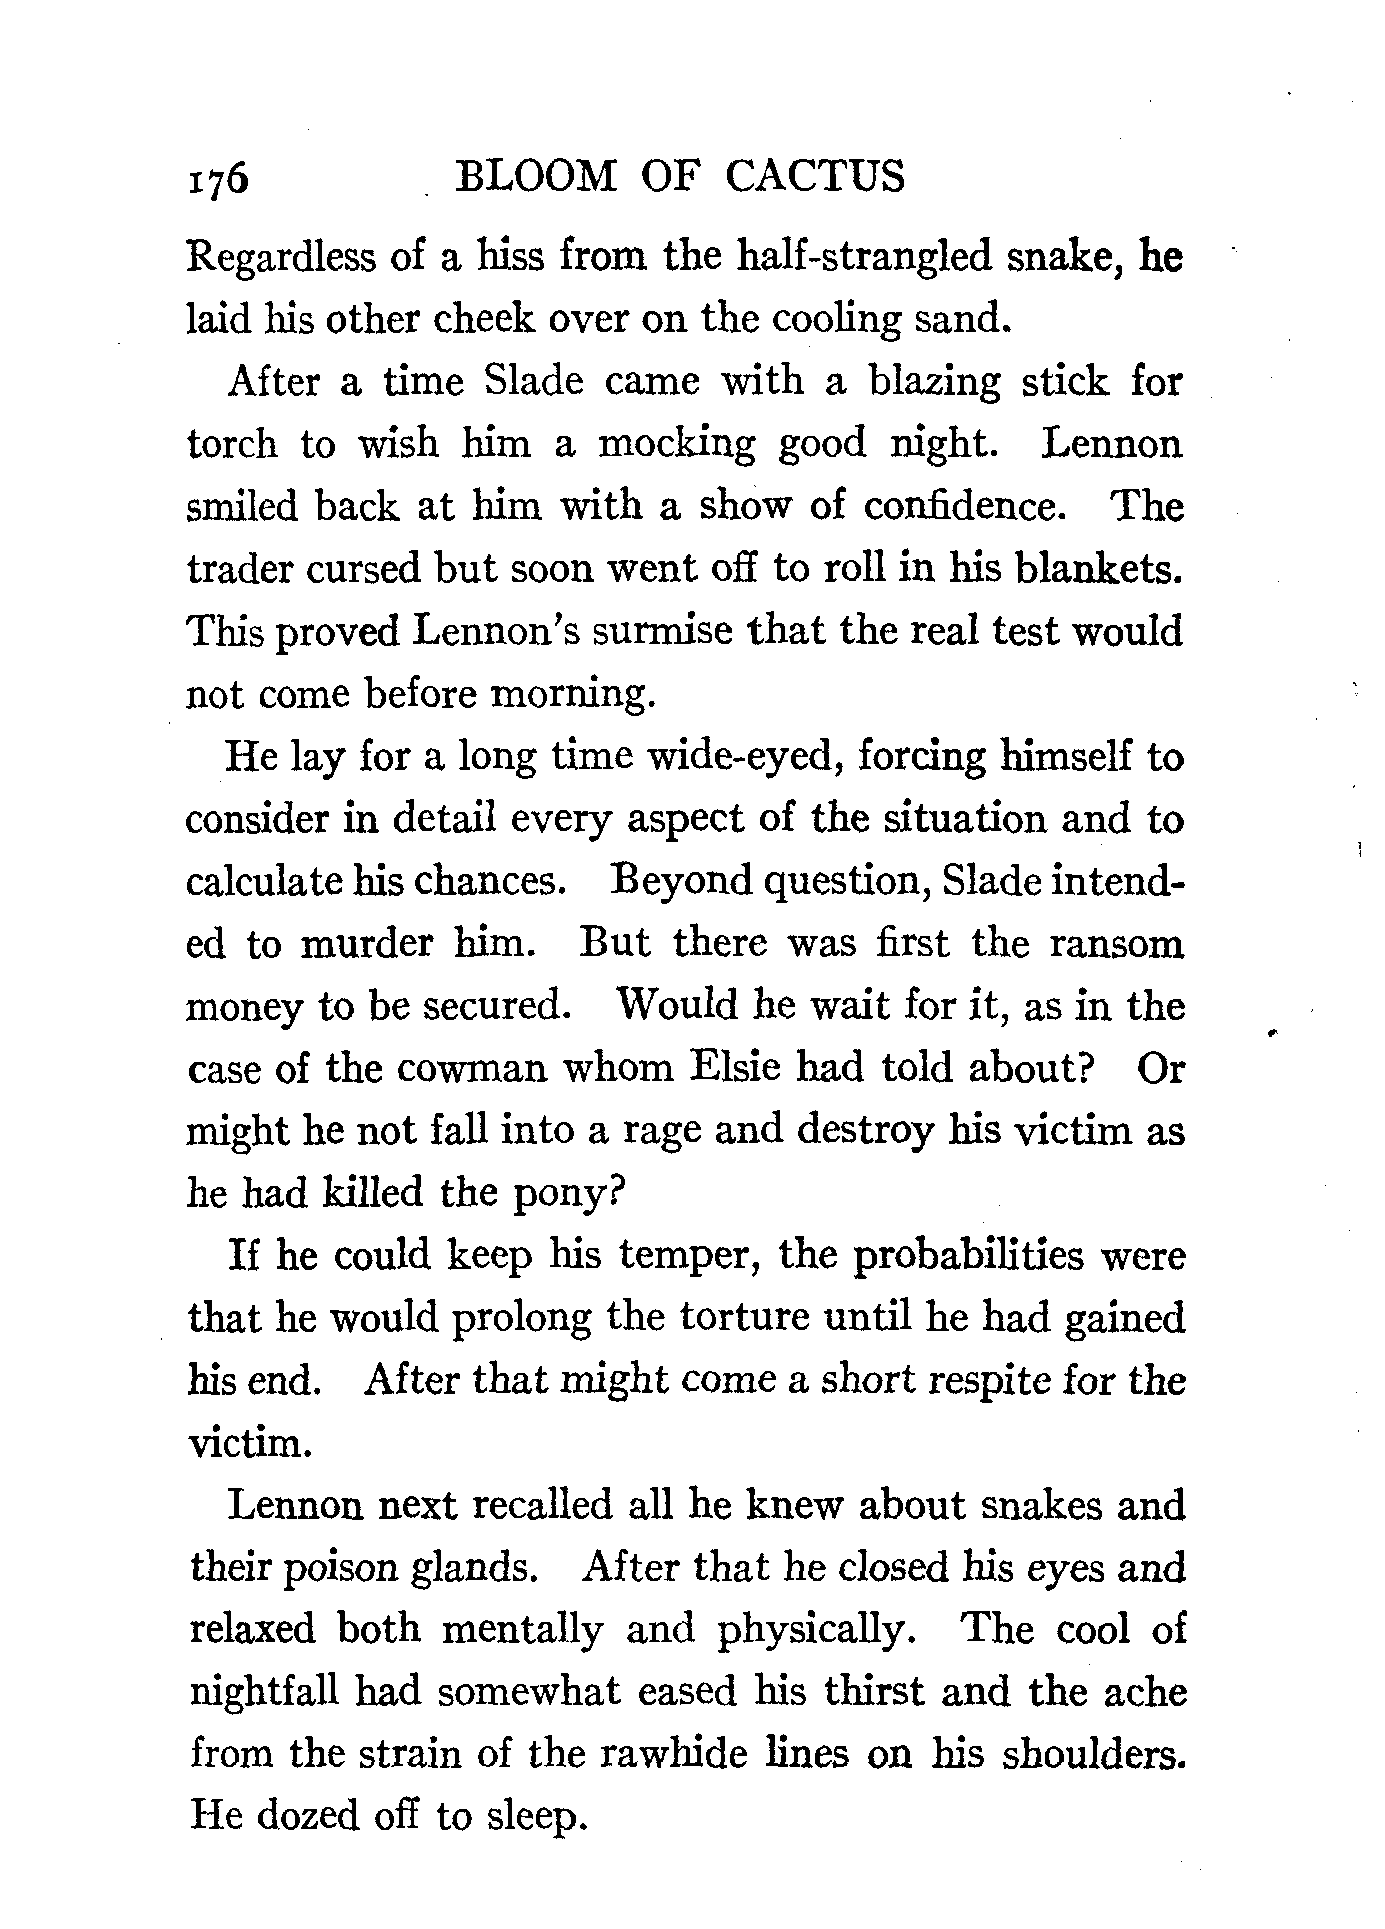 176 BLOOM OF CACTUS
Regardless of a hiss from the half-strangled snake, he
laid his other cheek over on the cooling sand.
After a time Slade came with a blazing stick for
torch to wish him a mocking good night. Lennon
smiled back at him with a show of confidence. The
trader cursed but soon went off to roll in his blankets.
This proved Lennon's surmise that the real test would
not come before morning.
He lay for a long time wide-eyed, forcing himself to
consider in detail every aspect of the situation and to
calculate his chances. Beyond question, Slade intend-
ed to murder him. But there was first the ransom
money to be secured. Would he wait for it, as in the
case of the cowman whom Elsie had told about? Or
might he not fall into a rage and destroy his victim as
he had killed the pony?
If he could keep his temper, the probabilities were
that he would prolong the torture until he had gained
his end. After that might come a short respite for the
victim.
Lennon next recalled all he knew about snakes and
their poison glands. After that he closed his eyes and
relaxed both mentally and physically. The cool of
nightfall had somewhat eased his thirst and the ache
from the strain of the rawhide lines on his shoulders.
He dozed off to sleep.